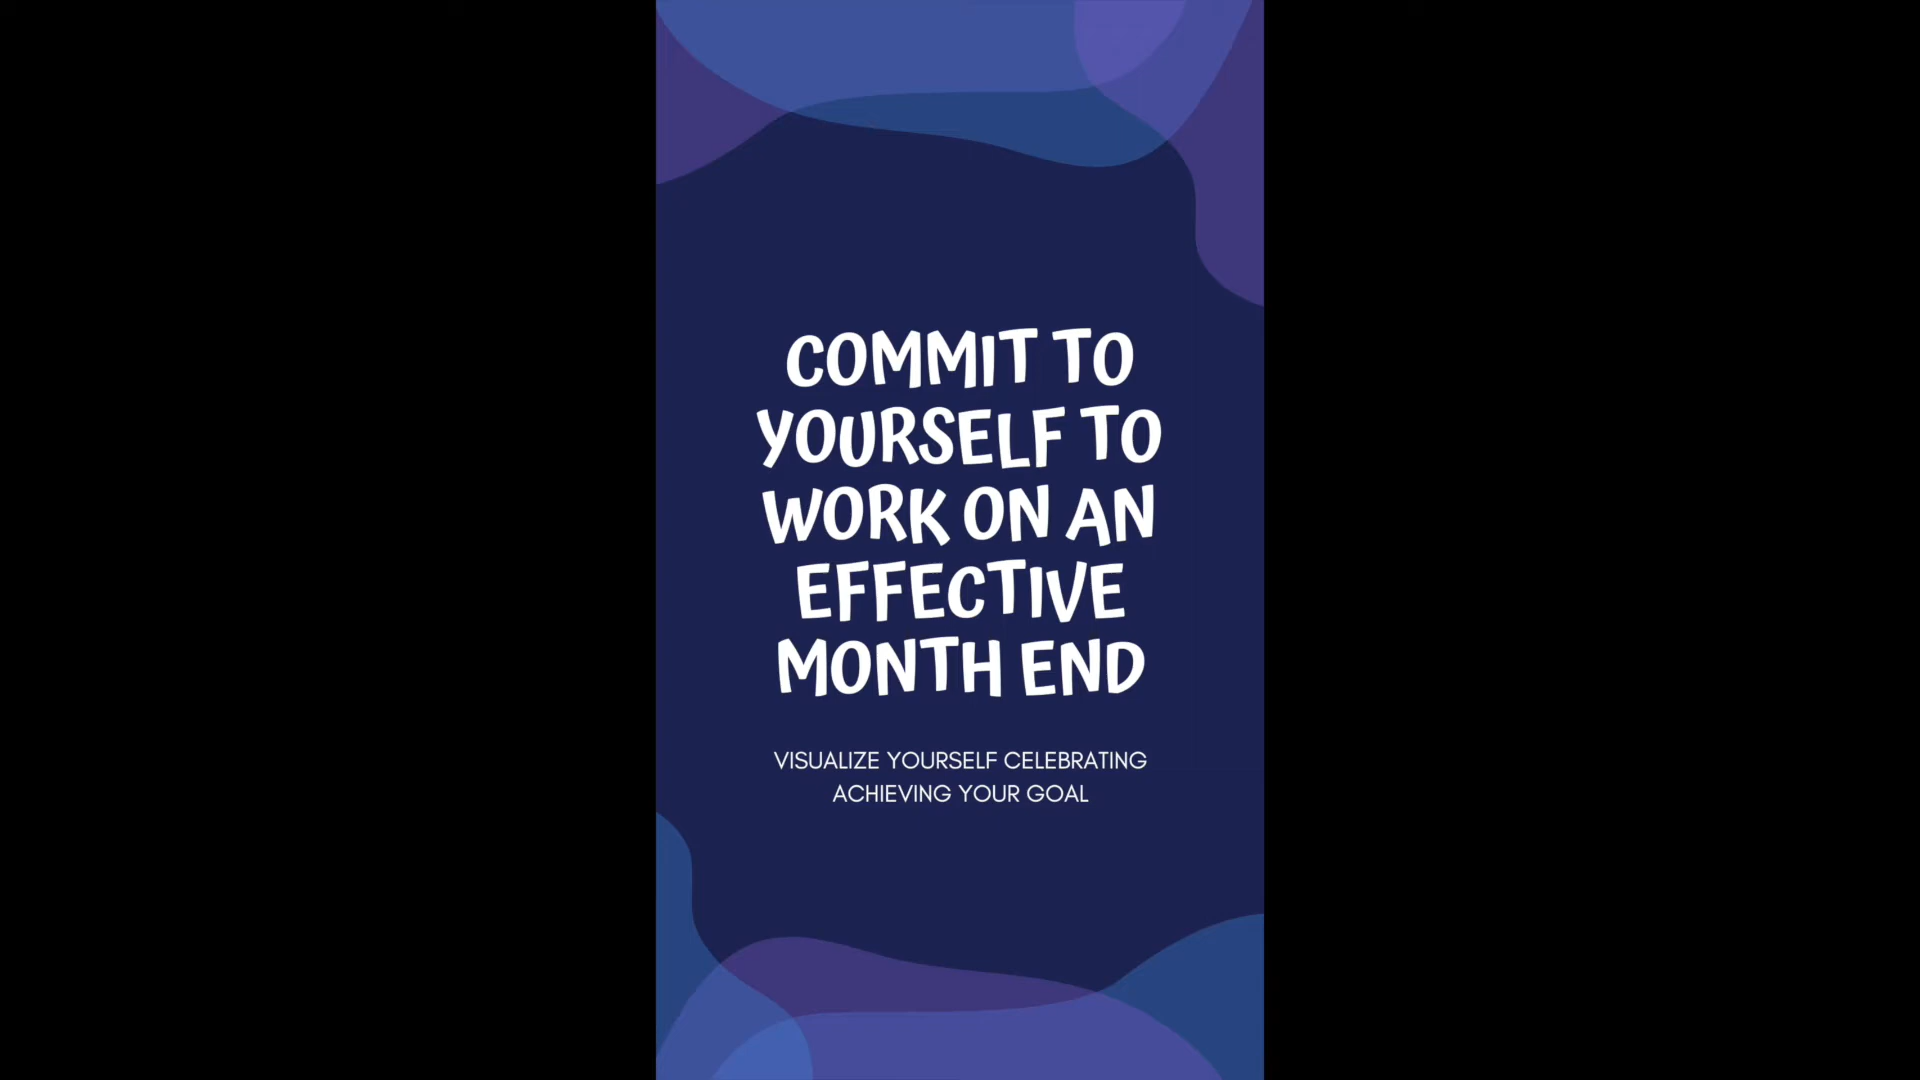 COMMIT TO
YOURSELF TO
WORK ON AN
EFFECTIVE
MONTH END
VISUALIZE YOURSELF CELEBRATING
ACHIEVING YOUR GOAL